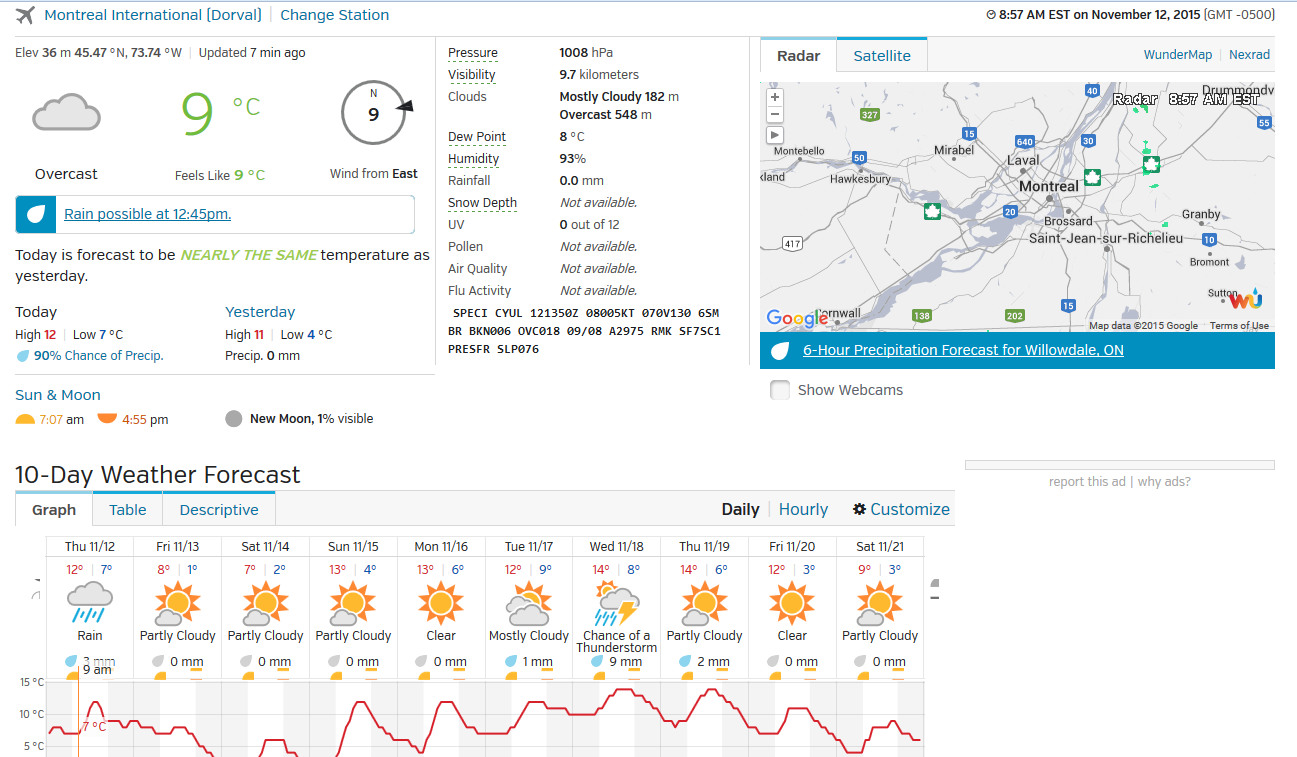 Montreal International (Dorval) | Change Station
8:57 AM EST on November 12, 2015 (GMT -0500)
Elev 36 m 45.47 °N, 73.74 °W | Updated 7 min ago
9 °C
N
9
Overcast
Feels Like 9 °C
Wind from East
Rain possible at 12:45pm.
Today is forecast to be NEARLY THE SAME temperature as
yesterday.
Today
High 12 | Low 7 °C
90% Chance of Precip.
Yesterday
High 11 | Low 4 °C
Precip. 0 mm
Sun & Moon
7:07 am 4:55 pm
New Moon, 1% visible
Pressure 1008 hPa
Visibility 9.7 kilometers
Clouds Mostly Cloudy 182 m
Overcast 548 m
Dew Point 8 °C
Humidity 93%
Rainfall 0.0 mm
Snow Depth Not available.
UV 0 out of 12
Pollen Not available.
Air Quality Not available.
Flu Activity Not available.
SPECI CYUL 121350Z 08005KT 070V130 6SM
BR BKN006 OVC018 09/08 A2975 RMK SF7SC1
PRESFR SLP076
Radar Satellite
WunderMap | Nexrad
+
−
40
Drummondv
Radar 8:57 AM EST
327
55
15
640
30
Montebello
Mirabel
50
Laval
kland
Hawkesbury
Montreal
20
Brossard
Granby
417
Saint-Jean-sur-Richelieu
10
Bromont
Sutton
wu
15
Google
ornwall
138
202
Map data ©2015 Google Terms of Use
6-Hour Precipitation Forecast for Willowdale, ON
Show Webcams
10-Day Weather Forecast
report this ad | why ads?
Graph Table Descriptive
Daily | Hourly Customize
Thu 11/12 Fri 11/13 Sat 11/14 Sun 11/15 Mon 11/16 Tue 11/17 Wed 11/18 Thu 11/19 Fri 11/20 Sat 11/21
12° | 7° 8° | 1° 7° | 2° 13° | 4° 13° | 6° 12° | 9° 14° | 8° 14° | 6° 12° | 3° 9° | 3°
Rain Partly Cloudy Partly Cloudy Partly Cloudy Clear Mostly Cloudy Chance of a Partly Cloudy Clear Partly Cloudy
Thunderstorm
3 mm 0 mm 0 mm 0 mm 0 mm 1 mm 9 mm 2 mm 0 mm 0 mm
9 am
15 °C
10 °C
7 °C
5 °C